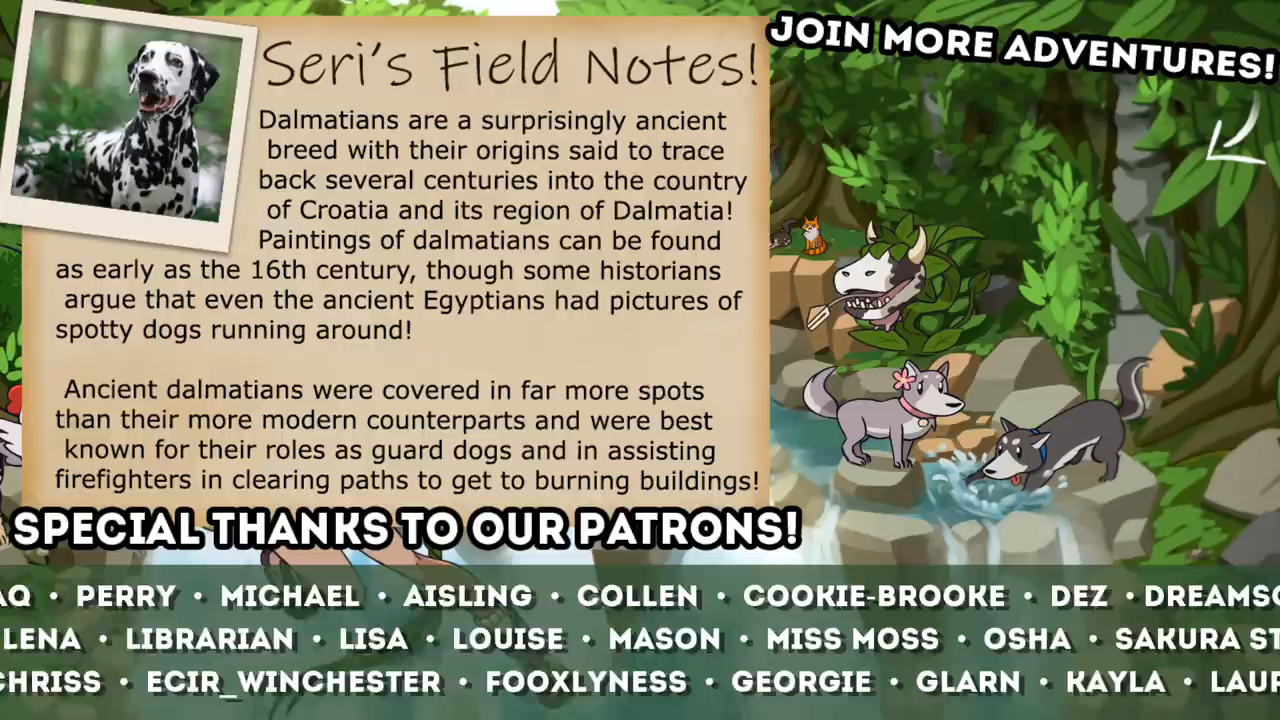 Seri's Field Notes!
JOIN MORE ADVENTURES!
Dalmatians are a surprisingly ancient
breed with their origins said to trace
back several centuries into the country
of Croatia and its region of Dalmatia!
Paintings of dalmatians can be found
as early as the 16th century, though some historians
argue that even the ancient Egyptians had pictures of
spotty dogs running around!
Ancient dalmatians were covered in far more spots
than their more modern counterparts and were best
known for their roles as guard dogs and in assisting
firefighters in clearing paths to get to burning buildings!
SPECIAL THANKS TO OUR PATRONS!
PERRY • MICHAEL • AISLING • COLLEN • COOKIE-BROOKE • DEZ •
LENA • LIBRARIAN • LISA • LOUISE • MASON • MISS MOSS • OSHA • SAKURA
CHRISS • ECIR_WINCHESTER • FOOXLYNESS • GEORGIE • GLARN • KAYLA •